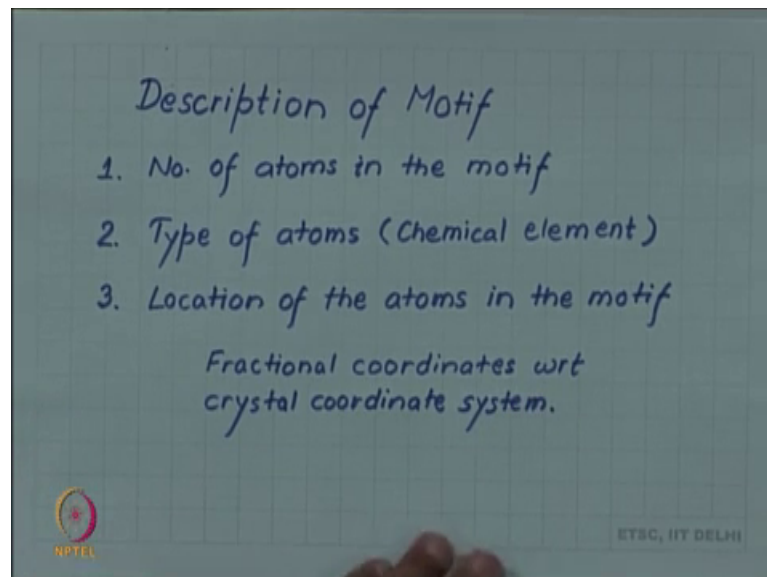 Description of Motif
1. No. of atoms in the motif
2. Type of atoms (Chemical element)
3. Location of the atoms in the motif
Fractional coordinates wrt
crystal coordinate system.
NPTEL
ETSC, IIT DELHI